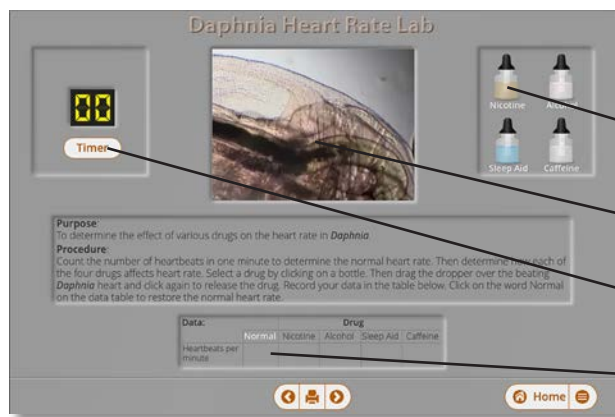 Daphnia Heart Rate Lab
00
Timer
Nicotine
Alcohol
Sleep Aid
Caffeine
Purpose:
To determine the effect of various drugs on the heart rate in Daphnia.
Procedure:
Count the number of heartbeats in one minute to determine the normal heart rate. Then determine how each of
the four drugs affects heart rate. Select a drug by clicking on a bottle. Then drag the dropper over the beating
Daphnia heart and click again to release the drug. Record your data in the table below. Click on the word Normal
on the data table to restore the normal heart rate.
Data:
Drug
Normal Nicotine Alcohol Sleep Aid Caffeine
Heartbeats per
minute
Home